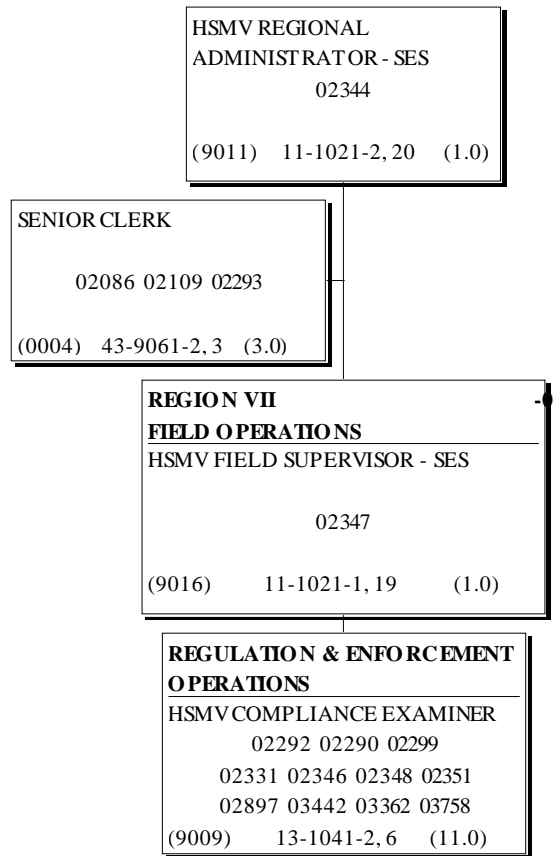 HSMV REGIONAL
ADMINISTRATOR - SES
02344
(9011) 11-1021-2, 20 (1.0)
SENIOR CLERK
02086 02109 02293
(0004) 43-9061-2, 3 (3.0)
REGION VII
FIELD OPERATIONS
HSMV FIELD SUPERVISOR - SES
02347
(9016) 11-1021-1, 19 (1.0)
REGULATION & ENFORCEMENT
OPERATIONS
HSMV COMPLIANCE EXAMINER
02292 02290 02299
02331 02346 02348 02351
02897 03442 03362 03758
(9009) 13-1041-2, 6 (11.0)